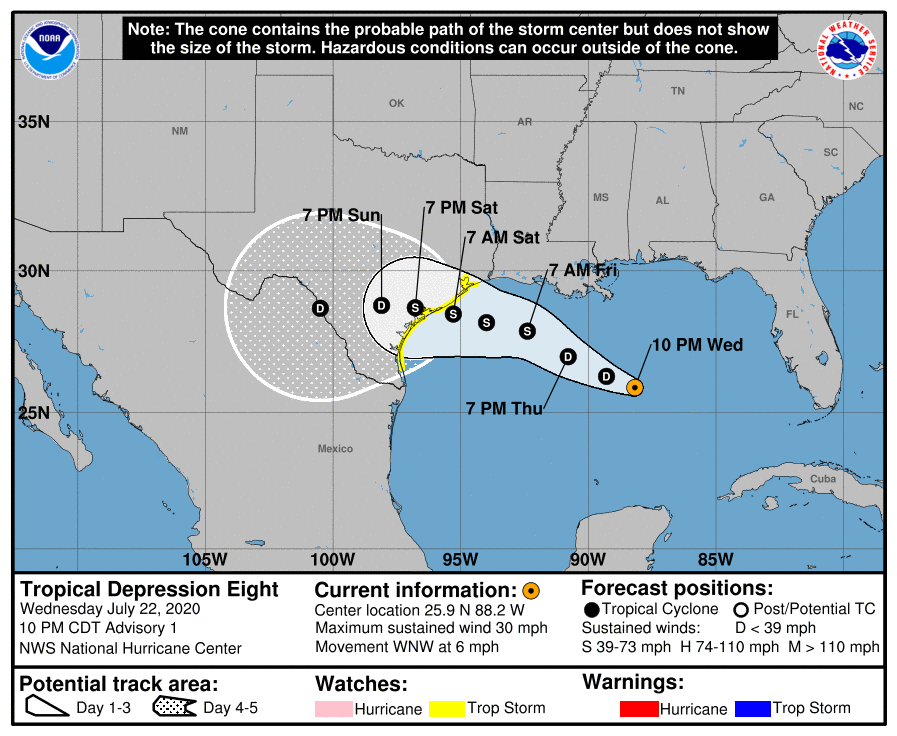 Note: The cone contains the probable path of the storm center but does not show
the size of the storm. Hazardous conditions can occur outside of the cone.
NOAA
NATIONAL WEATHER SERVICE
OK
TN
NC
35N
NM
AR
SC
MS
AL
GA
7 PM Sun
7 PM Sat
7 AM Sat
30N
7 AM Fri
D
D
S
S
S
S
FL
10 PM Wed
D
D
7 PM Thu
25N
Mexico
Cuba
105W
100W
95W
90W
85W
Tropical Depression Eight
Wednesday July 22, 2020
10 PM CDT Advisory 1
NWS National Hurricane Center
Current information:
Center location 25.9 N 88.2 W
Maximum sustained wind 30 mph
Movement WNW at 6 mph
Forecast positions:
Tropical Cyclone Post/Potential TC
Sustained winds: D < 39 mph
S 39-73 mph H 74-110 mph M > 110 mph
Potential track area:
Day 1-3 Day 4-5
Watches:
Hurricane Trop Storm
Warnings:
Hurricane Trop Storm